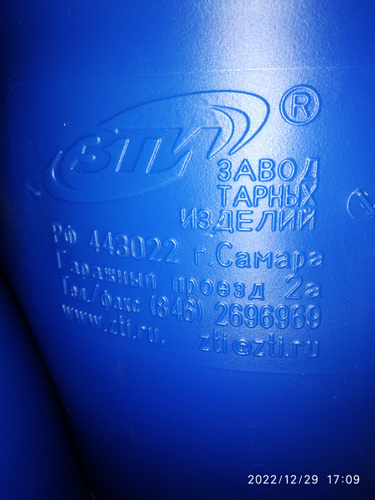 ЗТИ ®
ЗАВОД
ТАРНЫХ
ИЗДЕЛИЙ
РФ 443022 г.Самара
Гаражный проезд 2а
Тел./факс (846) 2696969
www.zti.ru, zti@zti.ru
2022/12/29 17:09